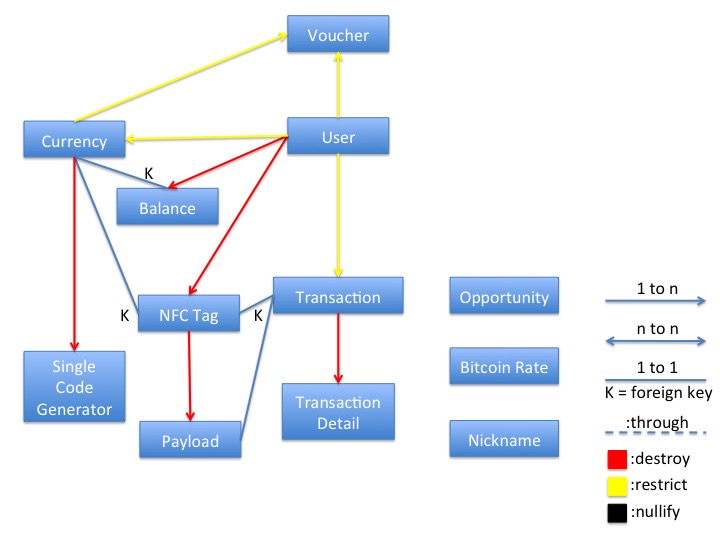 Voucher
Currency
User
K
Balance
K
NFC Tag
K
Transaction
Single
Code
Generator
Payload
Transaction
Detail
Opportunity
Bitcoin Rate
Nickname
1 to n
n to n
1 to 1
K = foreign key
:through
:destroy
:restrict
:nullify